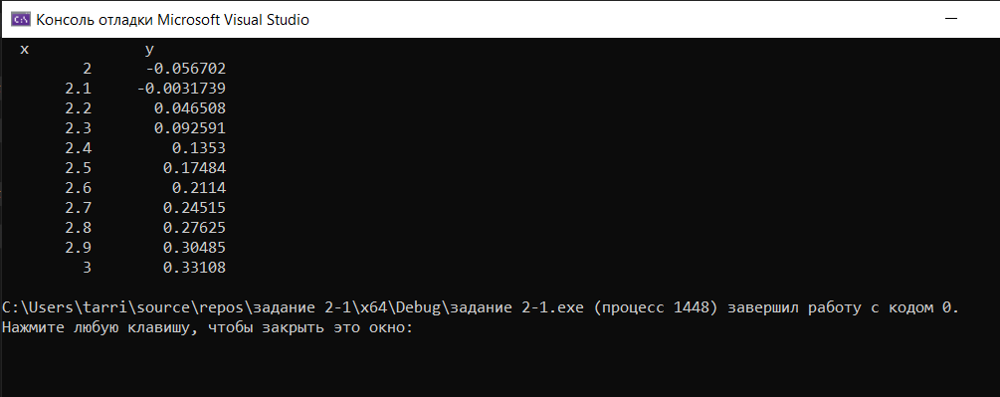 Консоль отладки Microsoft Visual Studio
x y
2 -0.056702
2.1 -0.0031739
2.2 0.046508
2.3 0.092591
2.4 0.1353
2.5 0.17484
2.6 0.2114
2.7 0.24515
2.8 0.27625
2.9 0.30485
3 0.33108
C:\Users\tarri\source\repos\задание 2-1\x64\Debug\задание 2-1.exe (процесс 1448) завершил работу с кодом 0.
Нажмите любую клавишу, чтобы закрыть это окно: